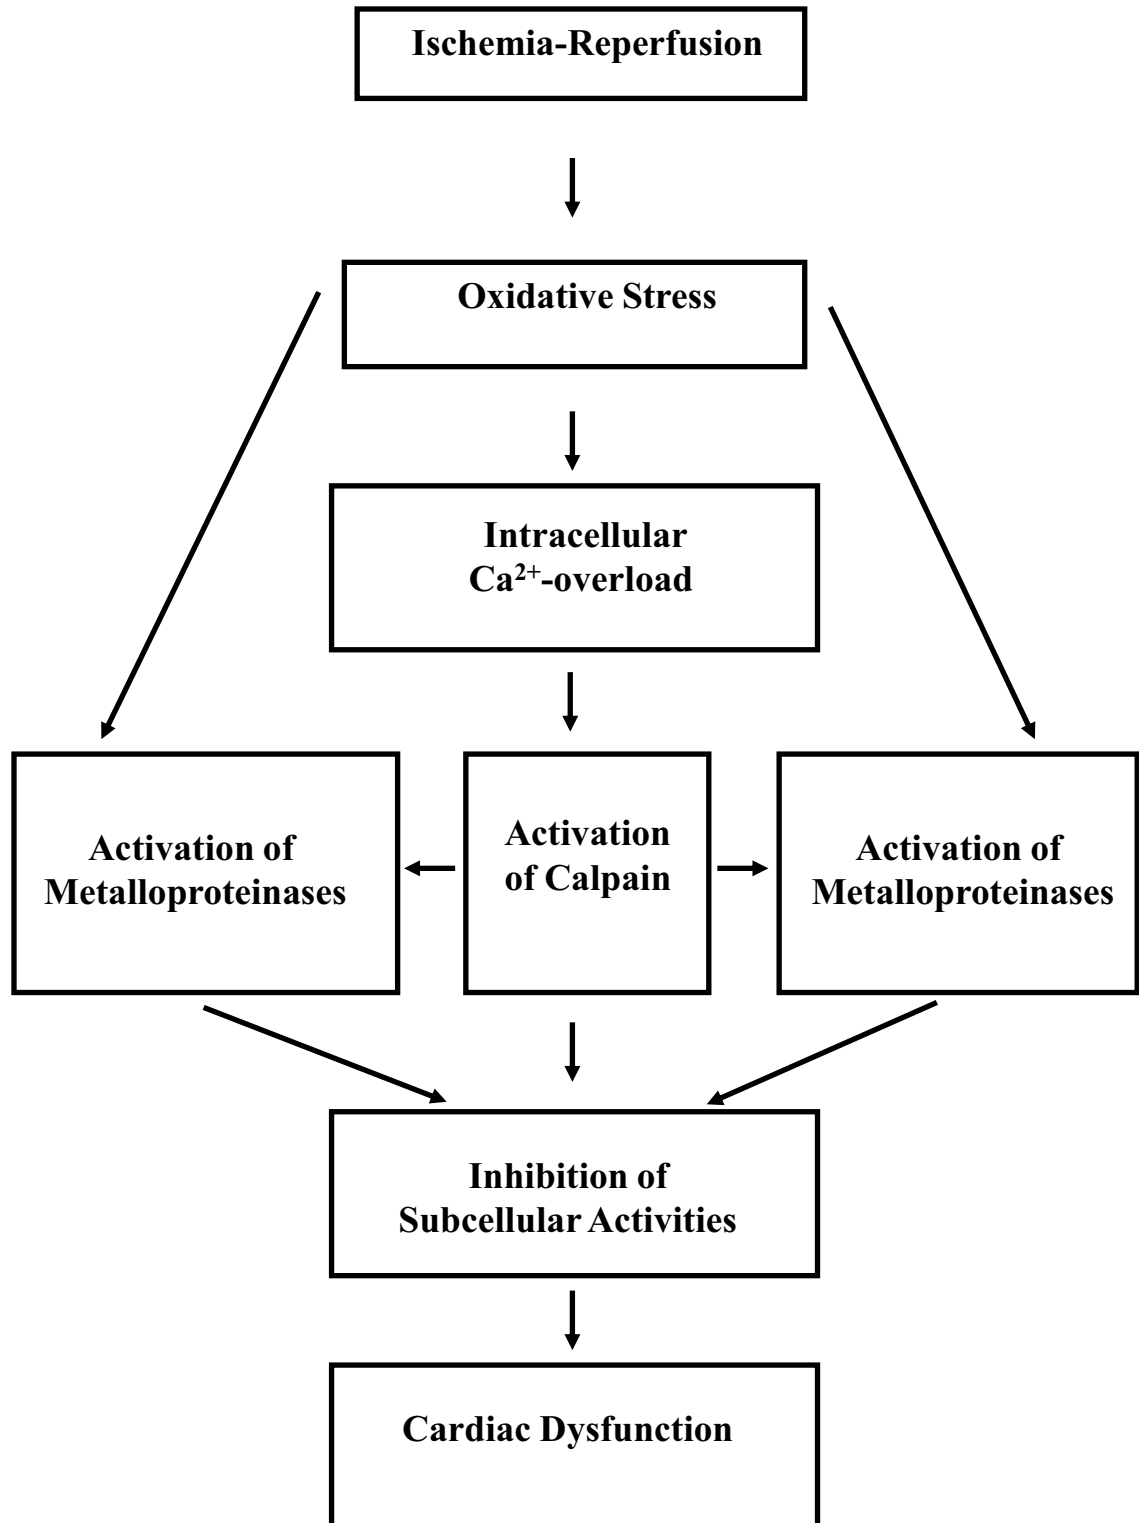 Ischemia-Reperfusion
Oxidative Stress
Intracellular
Ca²⁺-overload
Activation of
Metalloproteinases
Activation
of Calpain
Activation of
Metalloproteinases
Inhibition of
Subcellular Activities
Cardiac Dysfunction